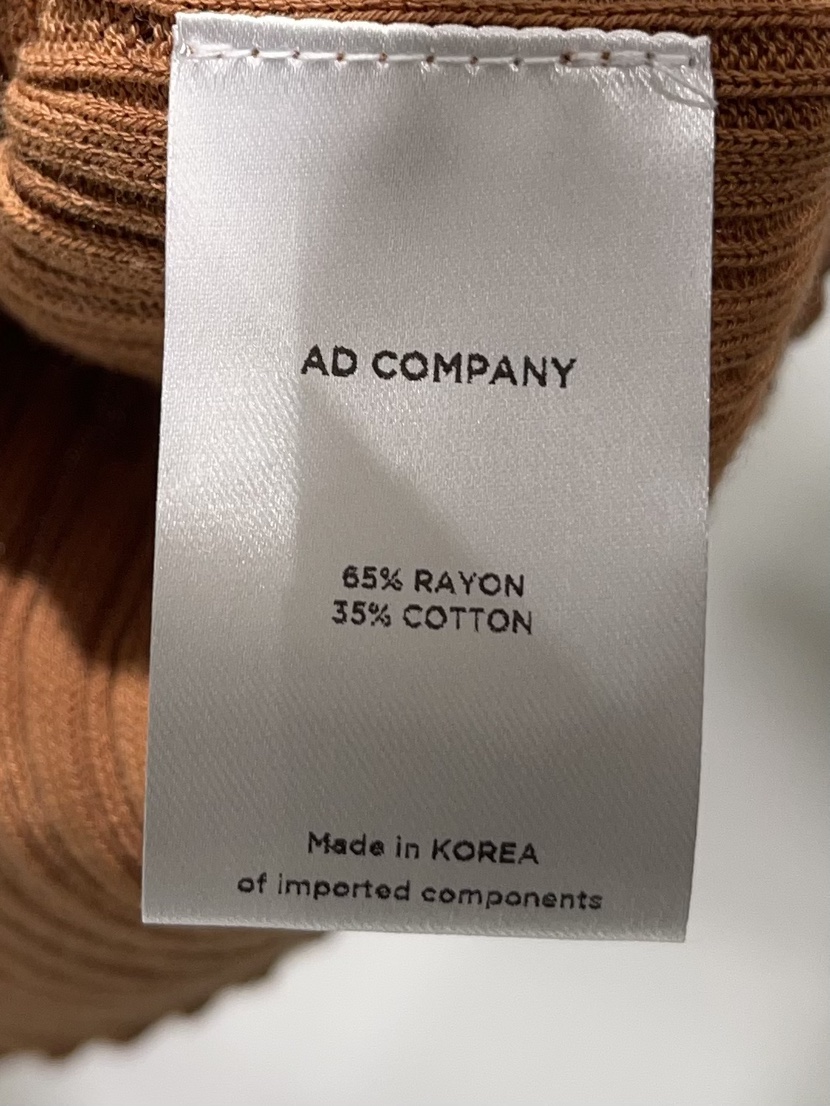 AD COMPANY
65% RAYON
35% COTTON
Made in KOREA
of imported components